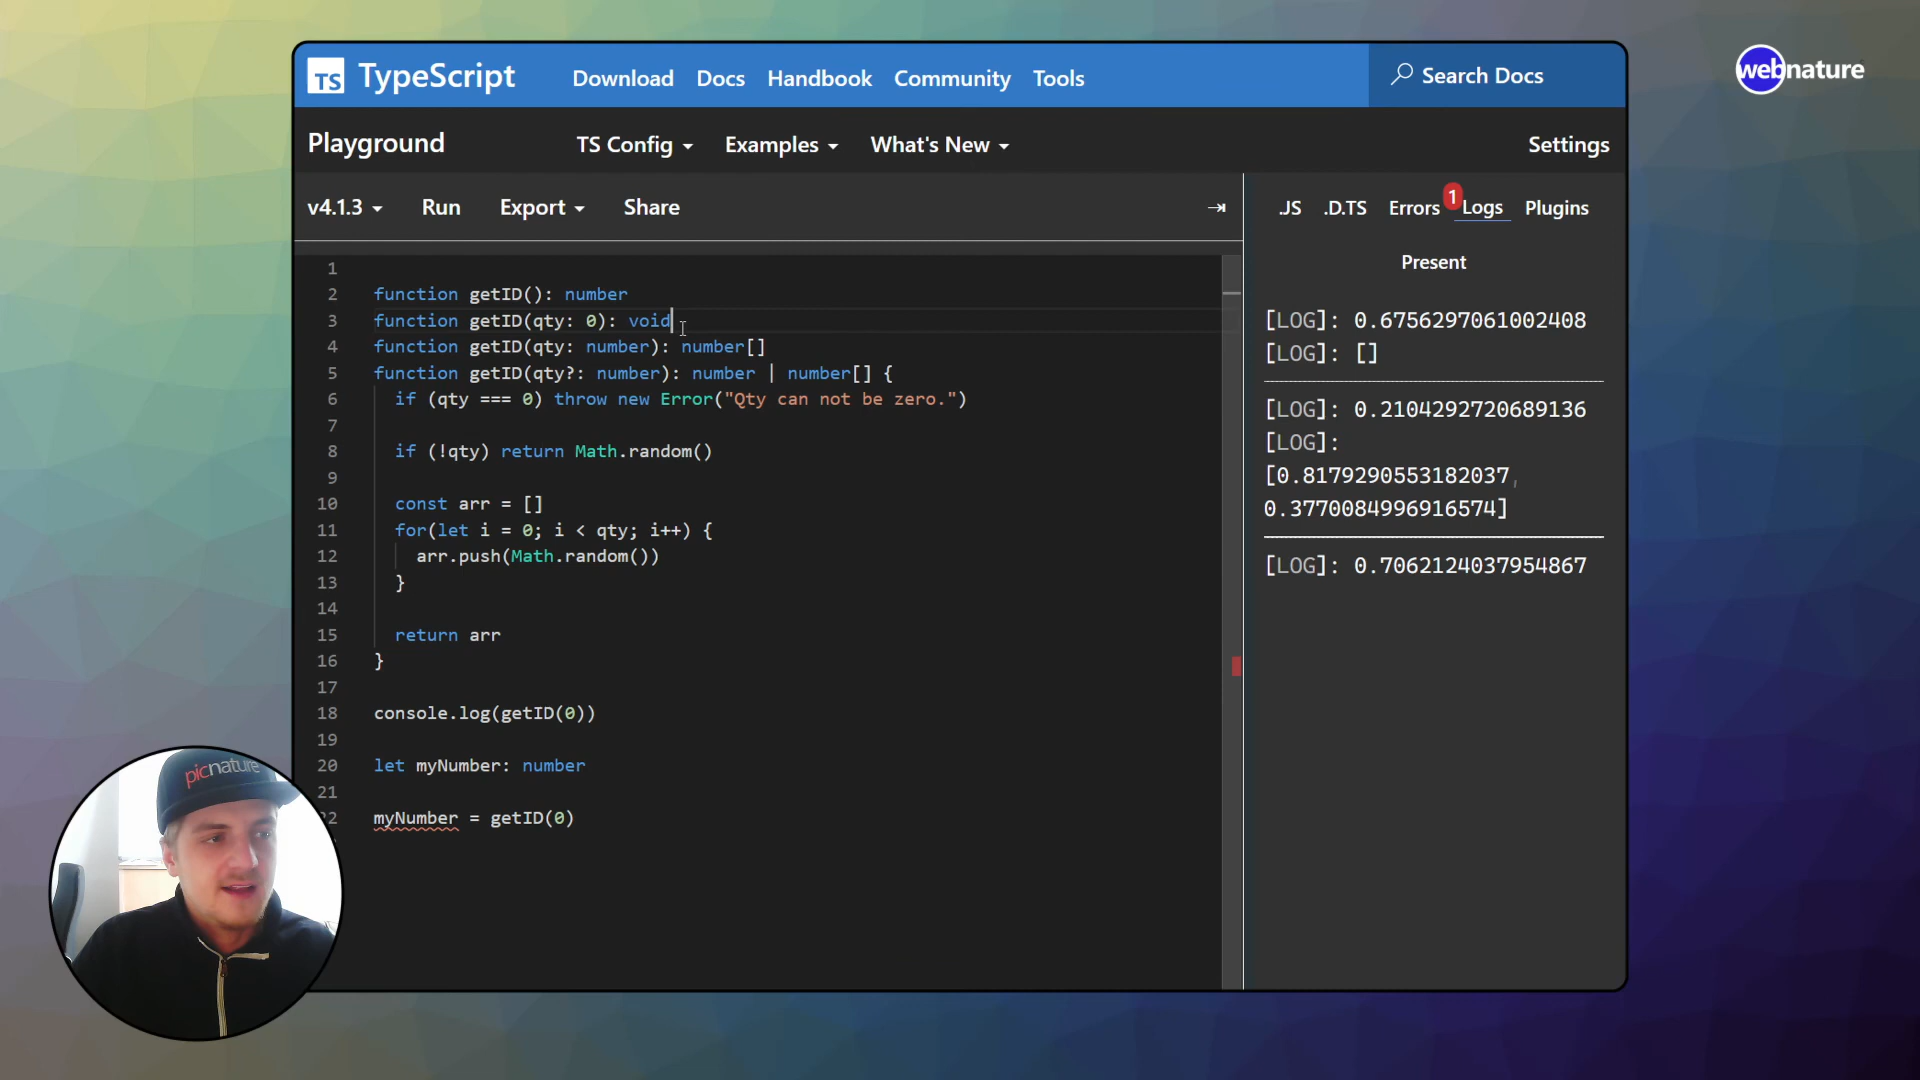 TS TypeScript Download Docs Handbook Community Tools Search Docs
webnature
Playground TS Config Examples What's New Settings
v4.1.3 Run Export Share
.JS .D.TS Errors 1 Logs Plugins
Present
1
2 function getID(): number
3 function getID(qty: 0): void
4 function getID(qty: number): number[]
5 function getID(qty?: number): number | number[] {
6 if (qty === 0) throw new Error("Qty can not be zero.")
7
8 if (!qty) return Math.random()
9
10 const arr = []
11 for(let i = 0; i < qty; i++) {
12 arr.push(Math.random())
13 }
14
15 return arr
16 }
17
18 console.log(getID(0))
19
20 let myNumber: number
21
22 myNumber = getID(0)
[LOG]: 0.6756297061002408
[LOG]: []
[LOG]: 0.2104292720689136
[LOG]:
[0.8179290553182037,
0.3770084996916574]
[LOG]: 0.7062124037954867
picnature